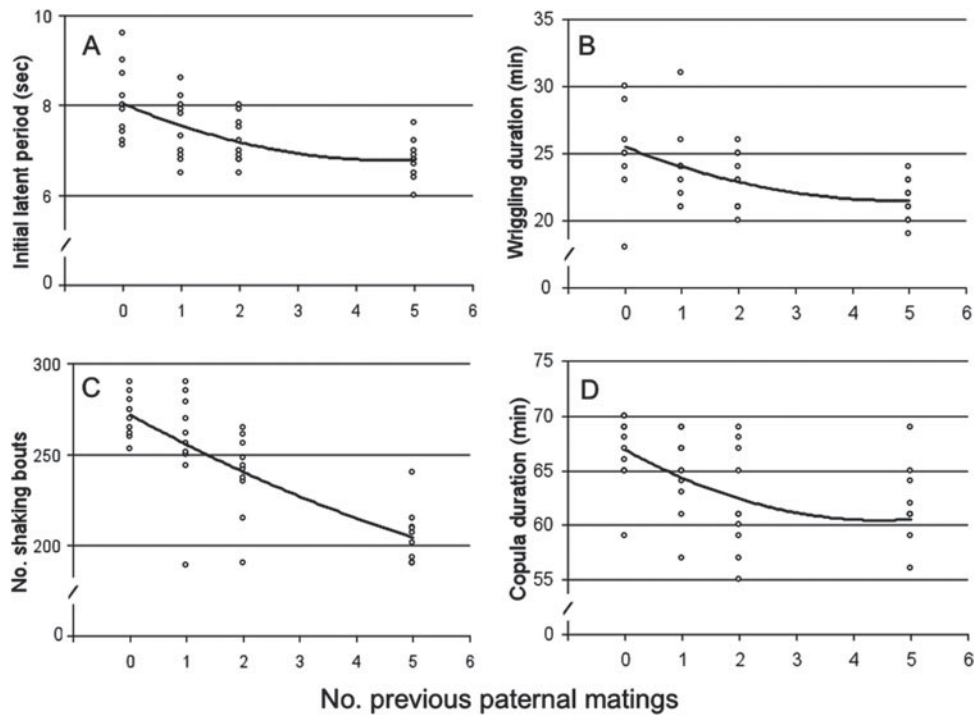 A
Initial latent period (sec)
10
8
6
0
0 1 2 3 4 5 6
B
Wriggling duration (min)
35
30
25
20
0
0 1 2 3 4 5 6
C
No. shaking bouts
300
250
200
0
0 1 2 3 4 5 6
D
Copula duration (min)
75
70
65
60
55
0
0 1 2 3 4 5 6
No. previous paternal matings